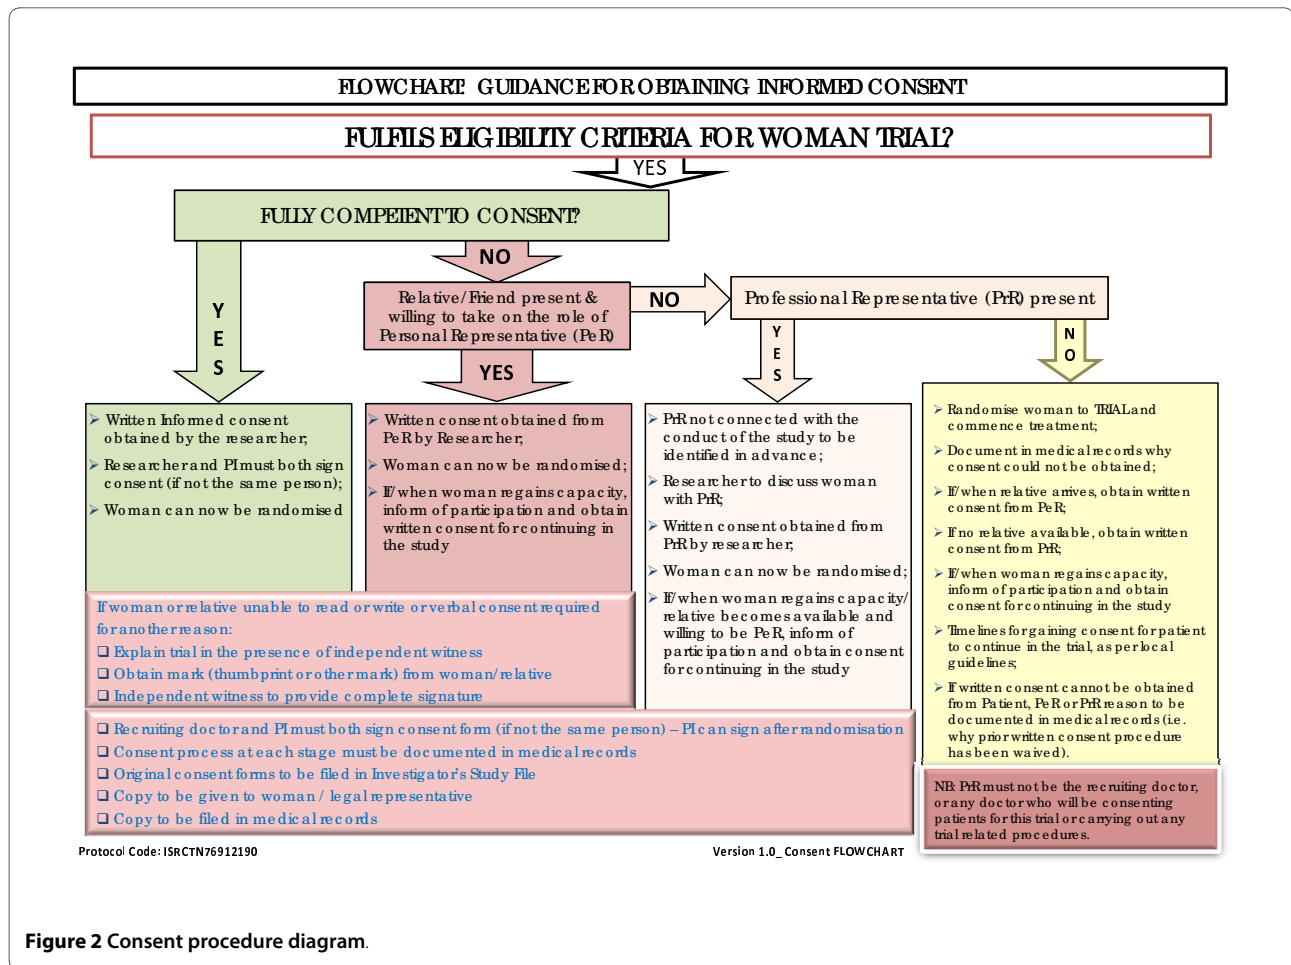 FLOWCHART: GUIDANCE FOR OBTAINING INFORMED CONSENT
FULFILS ELIGIBILITY CRITERIA FOR WOMAN TRIAL?
YES
FULLY COMPETENT TO CONSENT?
NO
YES
Relative/Friend present &
willing to take on the role of
Personal Representative (PeR)
NO
Professional Representative (PrR) present
YES
YES
NO
➢ Written Informed consent
obtained by the researcher;
➢ Researcher and PI must both sign
consent (if not the same person);
➢ Woman can now be randomised
➢ Written consent obtained from
PeR by Researcher;
➢ Woman can now be randomised;
➢ If/when woman regains capacity,
inform of participation and obtain
written consent for continuing in
the study
➢ PrR not connected with the
conduct of the study to be
identified in advance;
➢ Researcher to discuss woman
with PrR;
➢ Written consent obtained from
PrR by researcher;
➢ Woman can now be randomised;
➢ If/when woman regains capacity/
relative becomes available and
willing to be PeR, inform of
participation and obtain consent
for continuing in the study
➢ Randomise woman to TRIAL and
commence treatment;
➢ Document in medical records why
consent could not be obtained;
➢ If/when relative arrives, obtain written
consent from PeR;
➢ If no relative available, obtain written
consent from PrR;
➢ If/when woman regains capacity,
inform of participation and obtain
consent for continuing in the study
➢ Timelines for gaining consent for patient
to continue in the trial, as per local
guidelines;
➢ If written consent cannot be obtained
from Patient, PeR or PrR reason to be
documented in medical records (i.e.
why prior written consent procedure
has been waived).
If woman or relative unable to read or write or verbal consent required
for another reason:
❑ Explain trial in the presence of independent witness
❑ Obtain mark (thumbprint or other mark) from woman/relative
❑ Independent witness to provide complete signature
❑ Recruiting doctor and PI must both sign consent form (if not the same person) – PI can sign after randomisation
❑ Consent process at each stage must be documented in medical records
❑ Original consent forms to be filed in Investigator's Study File
❑ Copy to be given to woman / legal representative
❑ Copy to be filed in medical records
NB: PrR must not be the recruiting doctor,
or any doctor who will be consenting
patients for this trial or carrying out any
trial related procedures.
Protocol Code: ISRCTN76912190
Version 1.0_ Consent FLOWCHART
Figure 2 Consent procedure diagram.